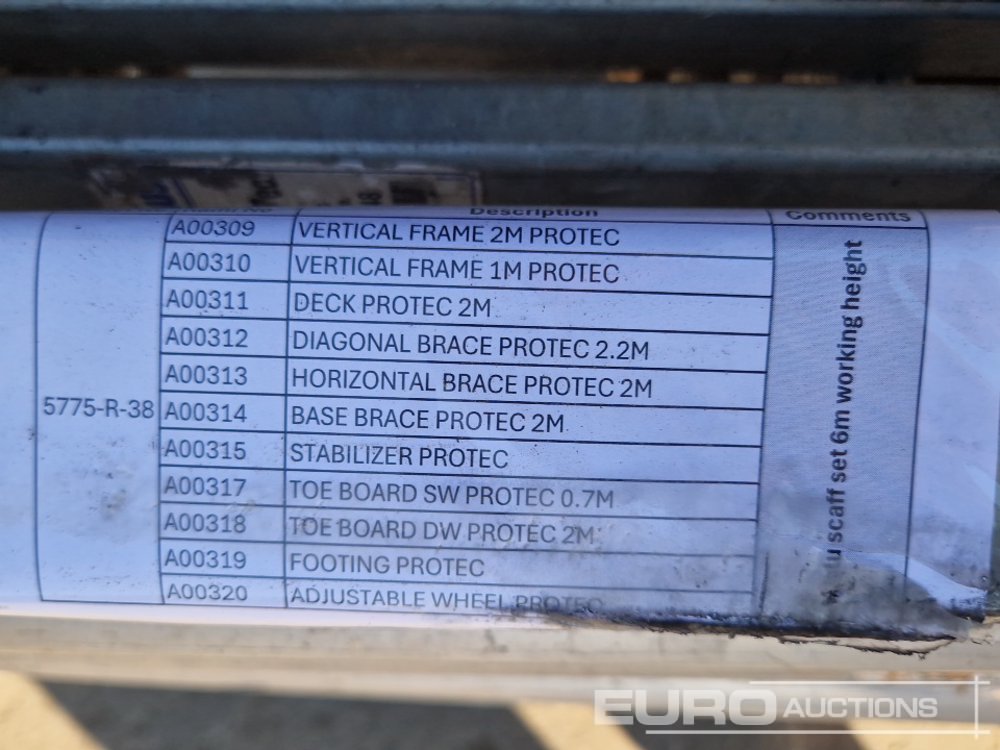 Description Comments
A00309 VERTICAL FRAME 2M PROTEC
A00310 VERTICAL FRAME 1M PROTEC
A00311 DECK PROTEC 2M
A00312 DIAGONAL BRACE PROTEC 2.2M
A00313 HORIZONTAL BRACE PROTEC 2M
5775-R-38 A00314 BASE BRACE PROTEC 2M
A00315 STABILIZER PROTEC
A00317 TOE BOARD SW PROTEC 0.7M
A00318 TOE BOARD DW PROTEC 2M
A00319 FOOTING PROTEC
A00320 ADJUSTABLE WHEEL PROTEC
scaff set 6m working height
EURO AUCTIONS